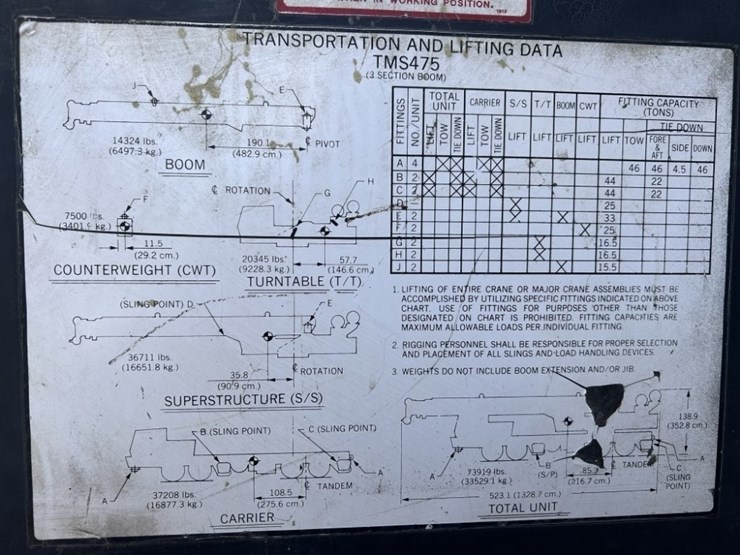 IN WORKING POSITION.
TRANSPORTATION AND LIFTING DATA
TMS475
(3 SECTION BOOM)
J
E
14324 lbs.
(6497.3 kg.)
190.1
(482.9 cm.)
℄ PIVOT
BOOM
℄ ROTATION
G
H
F
7500 lbs.
(3401. kg.)
11.5
(29.2 cm.)
COUNTERWEIGHT (CWT)
20345 lbs.
(9228.3 kg.)
57.7
(146.6 cm.)
TURNTABLE (T/T)
(SLING POINT) D
E
36711 lbs.
(16651.8 kg.)
35.8
(90.9 cm.)
℄ ROTATION
SUPERSTRUCTURE (S/S)
B (SLING POINT)
C (SLING POINT)
A
A
37208 lbs.
(16877.3 kg.)
108.5
(275.6 cm.)
℄ TANDEM
CARRIER
FITTINGS
NO./UNIT
TOTAL UNIT
CARRIER
S/S
T/T
BOOM
CWT
FITTING CAPACITY (TONS)
TIE DOWN
LIFT TOW TIE DOWN LIFT TOW TIE DOWN LIFT LIFT LIFT LIFT LIFT TOW FORE & AFT SIDE DOWN
A 4 X X X X 46 46 4.5 46
B 2 X X X X 44 22
C 2 X X X 44 22
D 2 X 25
E 2 X X 33
F 2 X 25
G 2 X 16.5
H 2 X 16.5
J 2 X 15.5
1. LIFTING OF ENTIRE CRANE OR MAJOR CRANE ASSEMBLIES MUST BE
ACCOMPLISHED BY UTILIZING SPECIFIC FITTINGS INDICATED ON ABOVE
CHART. USE OF FITTINGS FOR PURPOSES OTHER THAN THOSE
DESIGNATED ON CHART IS PROHIBITED. FITTING CAPACITIES ARE
MAXIMUM ALLOWABLE LOADS PER INDIVIDUAL FITTING.
2. RIGGING PERSONNEL SHALL BE RESPONSIBLE FOR PROPER SELECTION
AND PLACEMENT OF ALL SLINGS AND LOAD HANDLING DEVICES.
3. WEIGHTS DO NOT INCLUDE BOOM EXTENSION AND/OR JIB.
138.9
(352.8 cm.)
A
73919 lbs.
(33529.1 kg.)
B
(S/P)
85.
(216.7 cm.)
℄ TANDE
A
C
(SLING
POINT)
523.1 (1328.7 cm.)
TOTAL UNIT